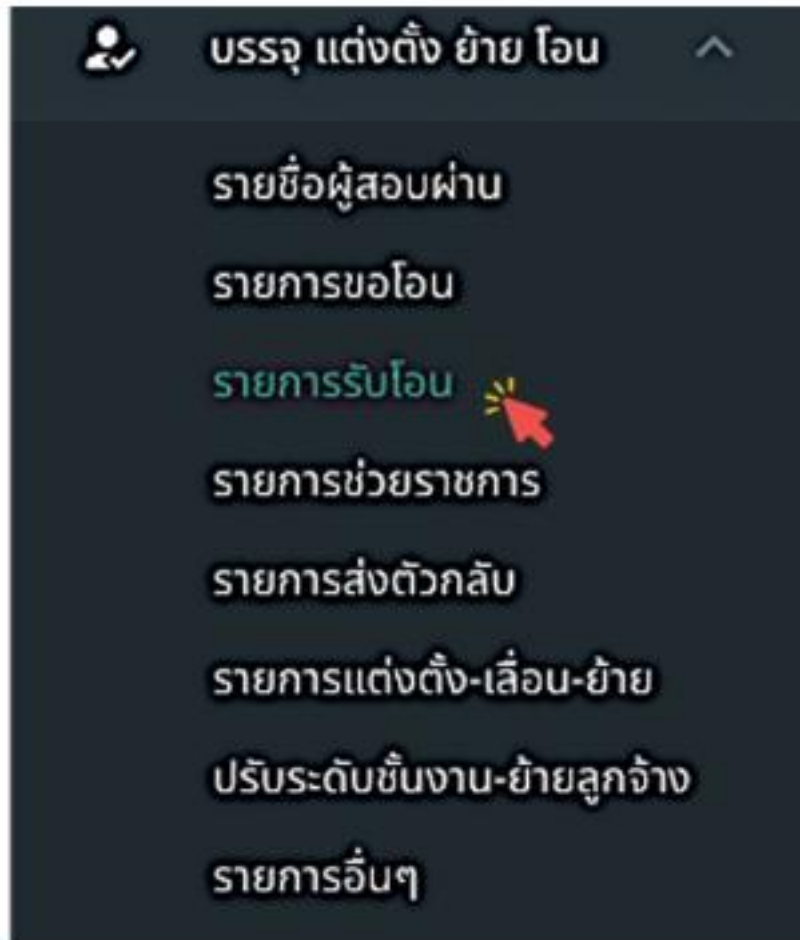 บรรจุ แต่งตั้ง ย้าย โอน
รายชื่อผู้สอบผ่าน
รายการขอโอน
รายการรับโอน
รายการช่วยราชการ
รายการส่งตัวกลับ
รายการแต่งตั้ง-เลื่อน-ย้าย
ปรับระดับชั้นงาน-ย้ายลูกจ้าง
รายการอื่นๆ